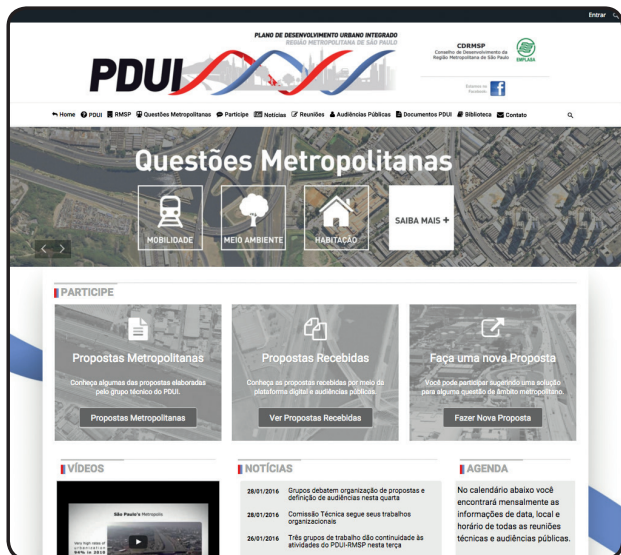 Entrar
PLANO DE DESENVOLVIMENTO URBANO INTEGRADO
REGIÃO METROPOLITANA DE SÃO PAULO
PDUI
CDRMSP
Conselho de Desenvolvimento da
Região Metropolitana de São Paulo
EMPLASA
Estamos no
Facebook
Home PDUI RMSP Questões Metropolitanas Participe Notícias Reuniões Audiências Públicas Documentos PDUI Biblioteca Contato
Questões Metropolitanas
MOBILIDADE
MEIO AMBIENTE
HABITAÇÃO
SAIBA MAIS +
PARTICIPE
Propostas Metropolitanas
Conheça algumas das propostas elaboradas
pelo grupo técnico do PDUI.
Propostas Metropolitanas
Propostas Recebidas
Conheça as propostas recebidas por meio da
plataforma digital e audiências públicas.
Ver Propostas Recebidas
Faça uma nova Proposta
Você pode participar sugerindo uma solução
para alguma questão de âmbito metropolitano.
Fazer Nova Proposta
VÍDEOS
São Paulo's Metropolis
Very high rates of
urbanization
94% in 2010
NOTÍCIAS
28/01/2016 Grupos debatem organização de propostas e
definição de audiências nesta quarta
28/01/2016 Comissão Técnica segue seus trabalhos
organizacionais
26/01/2016 Três grupos de trabalho dão continuidade às
atividades do PDUI-RMSP nesta terça
AGENDA
No calendário abaixo você
encontrará mensalmente as
informações de data, local e
horário de todas as reuniões
técnicas e audiências públicas.